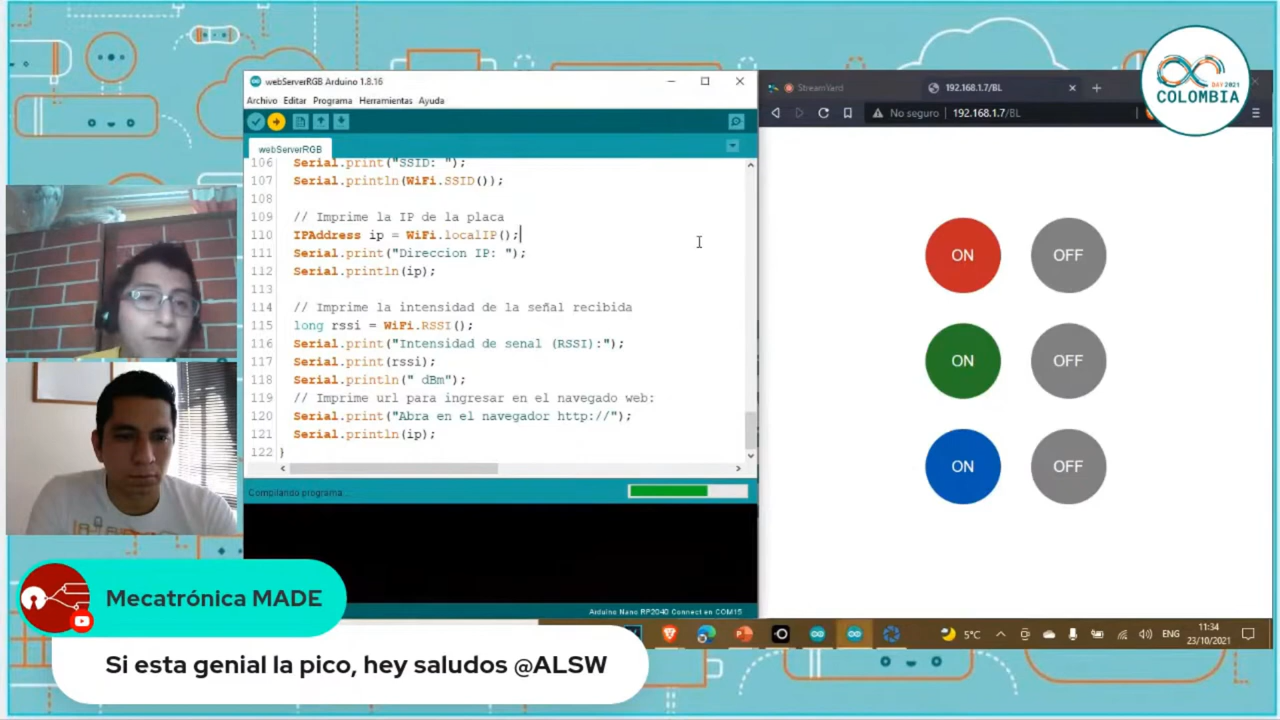 webServerRGB Arduino 1.8.16
Archivo Editar Programa Herramientas Ayuda
webServerRGB
106 Serial.print("SSID: ");
107 Serial.println(WiFi.SSID());
108
109 // Imprime la IP de la placa
110 IPAddress ip = WiFi.localIP();
111 Serial.print("Direccion IP: ");
112 Serial.println(ip);
113
114 // Imprime la intensidad de la señal recibida
115 long rssi = WiFi.RSSI();
116 Serial.print("Intensidad de senal (RSSI):");
117 Serial.print(rssi);
118 Serial.println(" dBm");
119 // Imprime url para ingresar en el navegado web:
120 Serial.print("Abra en el navegador http://");
121 Serial.println(ip);
122 }
Compilando programa...
Arduino Nano RP2040 Connect en COM15
StreamYard
192.168.1.7/BL
No seguro 192.168.1.7/BL
DAY 2021
COLOMBIA
ON OFF
ON OFF
ON OFF
5°C
ENG
11:34
23/10/2021
Mecatrónica MADE
Si esta genial la pico, hey saludos @ALSW